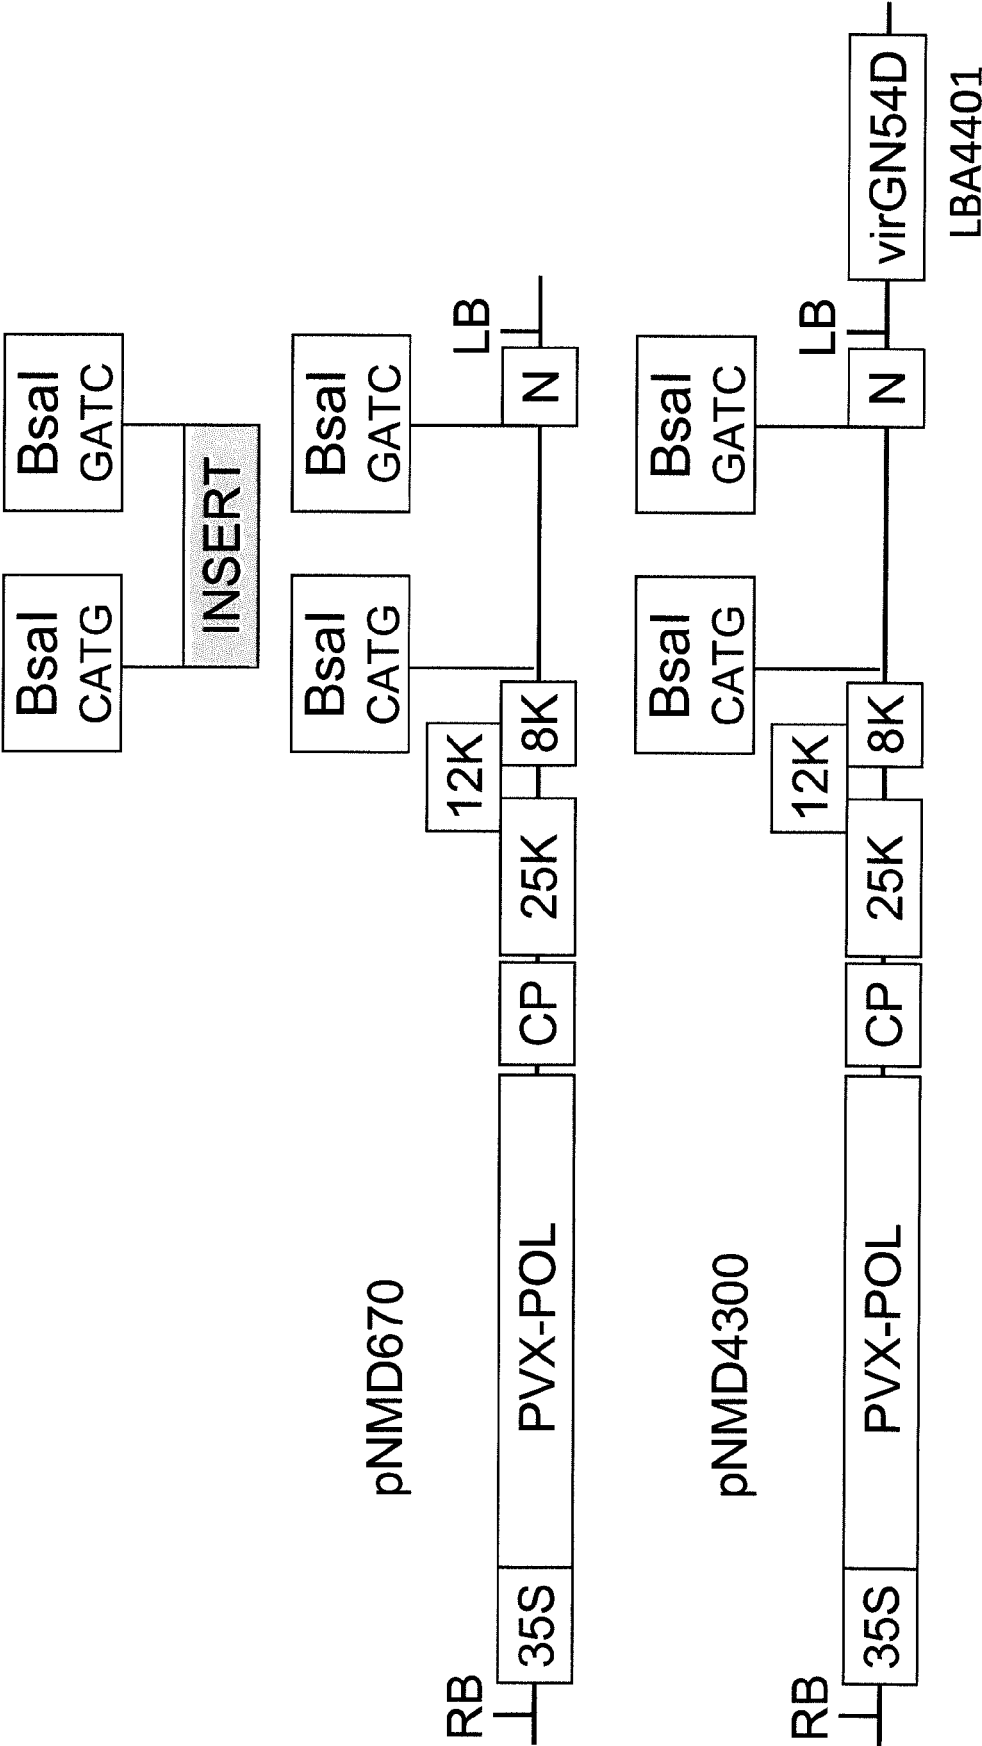 BsaI
CATG
BsaI
GATC
INSERT
pNMD670
BsaI
CATG
BsaI
GATC
RB
12K
LB
35S
PVX-POL
CP
25K
8K
N
pNMD4300
BsaI
CATG
BsaI
GATC
RB
12K
LB
35S
PVX-POL
CP
25K
8K
N
virGN54D
LBA4401